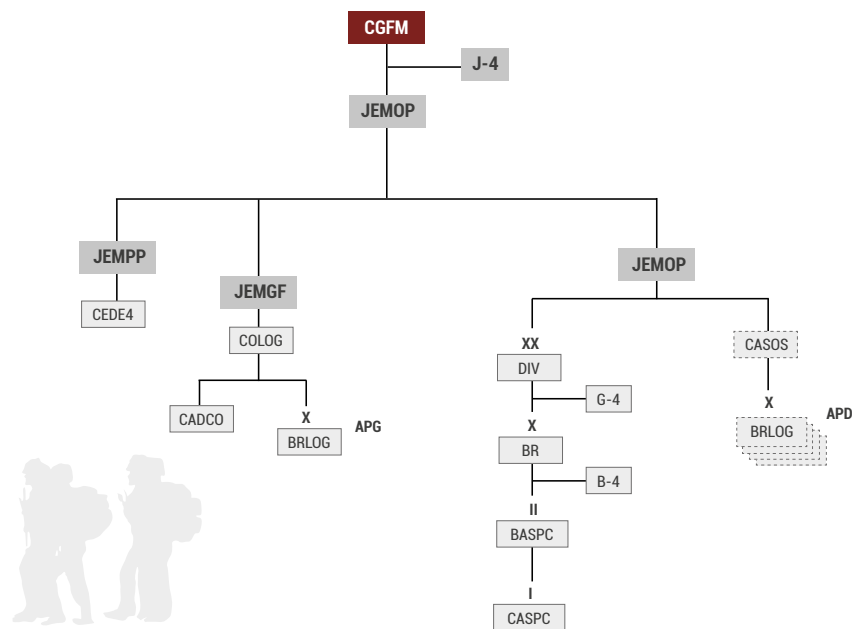 CGFM
J-4
JEMOP
JEMPP
JEMOP
JEMGF
CEDE4
COLOG
CASOS
XX
DIV
G-4
CADCO
X
APG
BRLOG
X
APD
BRLOG
X
BR
B-4
II
BASPC
I
CASPC